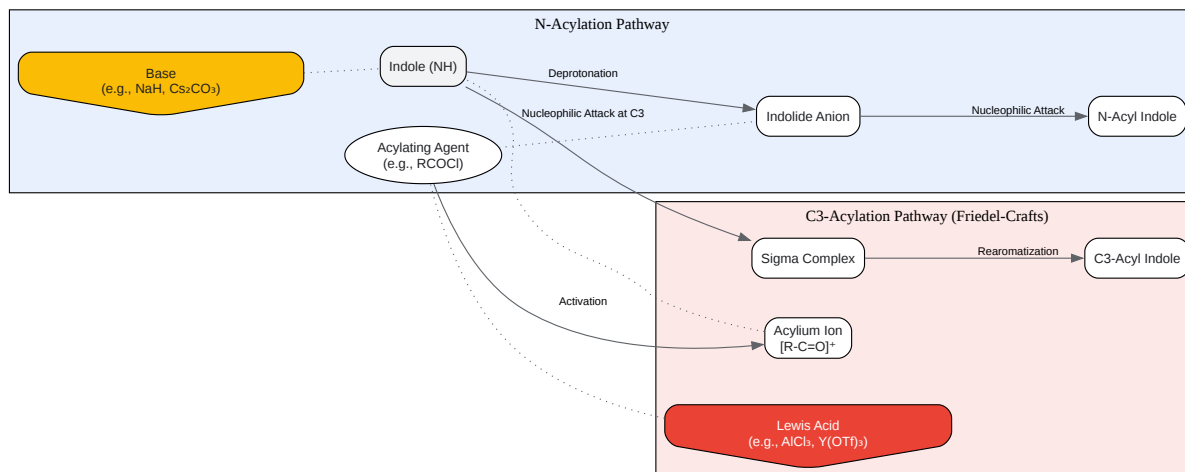 N-Acylation Pathway
Base
(e.g., NaH, Cs₂CO₃)
Indole (NH)
Deprotonation
Nucleophilic Attack at C3
Indolide Anion
Nucleophilic Attack
N-Acyl Indole
Acylating Agent
(e.g., RCOCl)
C3-Acylation Pathway (Friedel-Crafts)
Sigma Complex
Rearomatization
C3-Acyl Indole
Activation
Acylium Ion
[R-C=O]⁺
Lewis Acid
(e.g., AlCl₃, Y(OTf)₃)